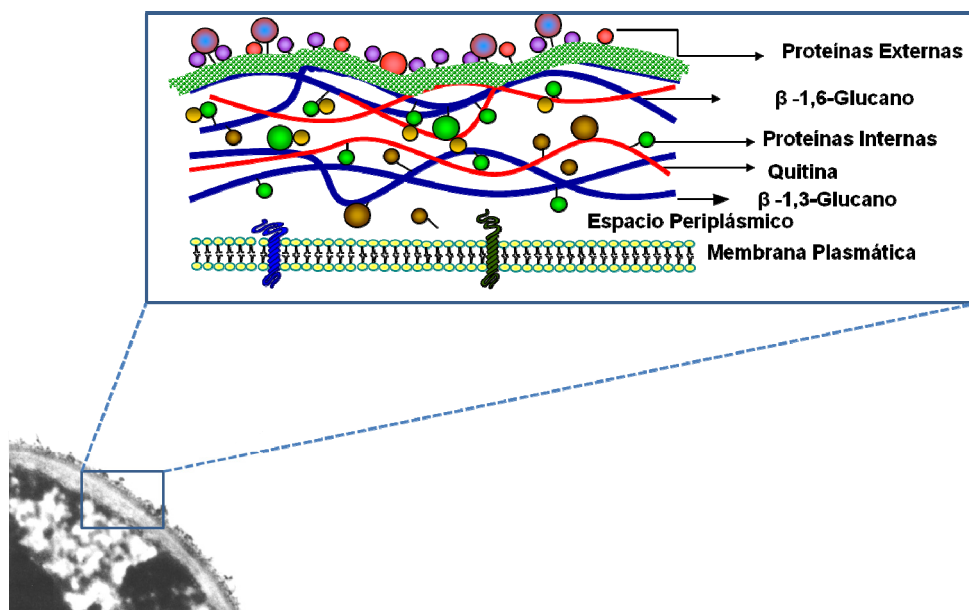 Proteínas Externas
β -1,6-Glucano
Proteínas Internas
Quitina
β -1,3-Glucano
Espacio Periplásmico
Membrana Plasmática